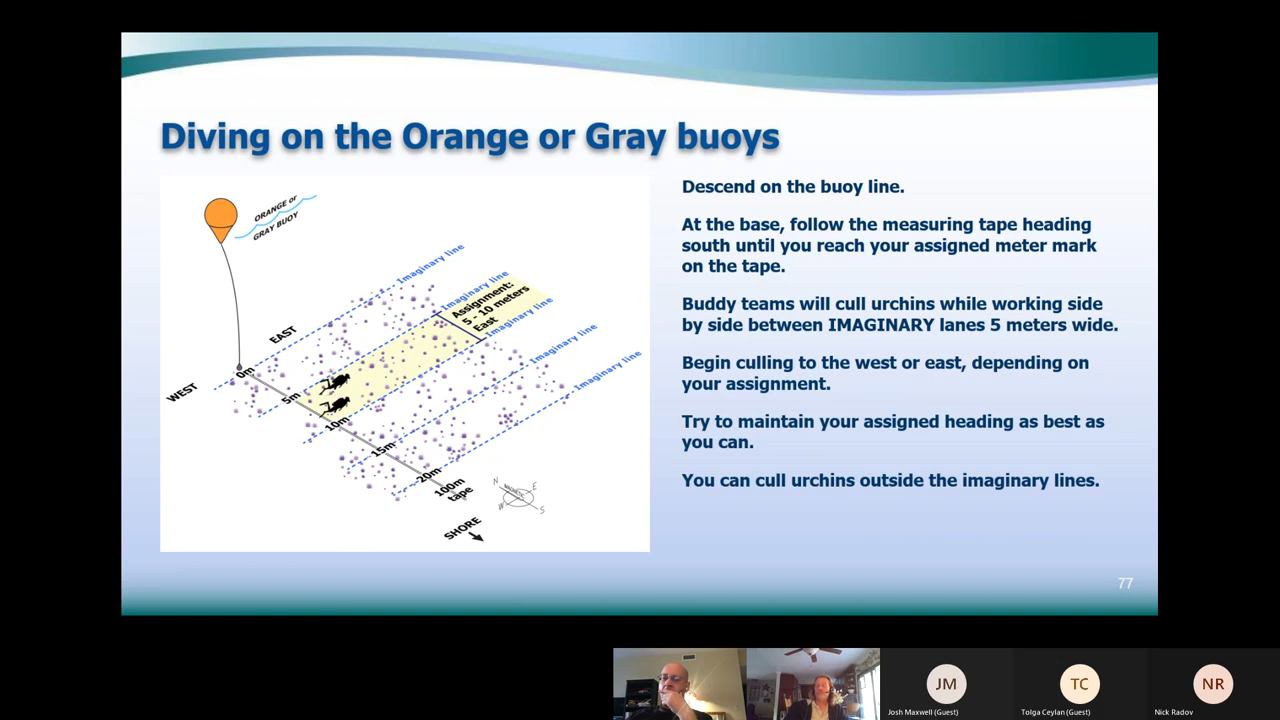 Diving on the Orange or Gray buoys
ORANGE or
GRAY BUOY
Imaginary line
Imaginary line
Assignment:
5 - 10 meters
East
Imaginary line
Imaginary line
Imaginary line
EAST
WEST
0m
5m
10m
15m
20m
100m
tape
N
E
MAGNETIC
W
S
SHORE
Descend on the buoy line.
At the base, follow the measuring tape heading
south until you reach your assigned meter mark
on the tape.
Buddy teams will cull urchins while working side
by side between IMAGINARY lanes 5 meters wide.
Begin culling to the west or east, depending on
your assignment.
Try to maintain your assigned heading as best as
you can.
You can cull urchins outside the imaginary lines.
77
JM
Josh Maxwell (Guest)
TC
Tolga Ceylan (Guest)
NR
Nick Radov